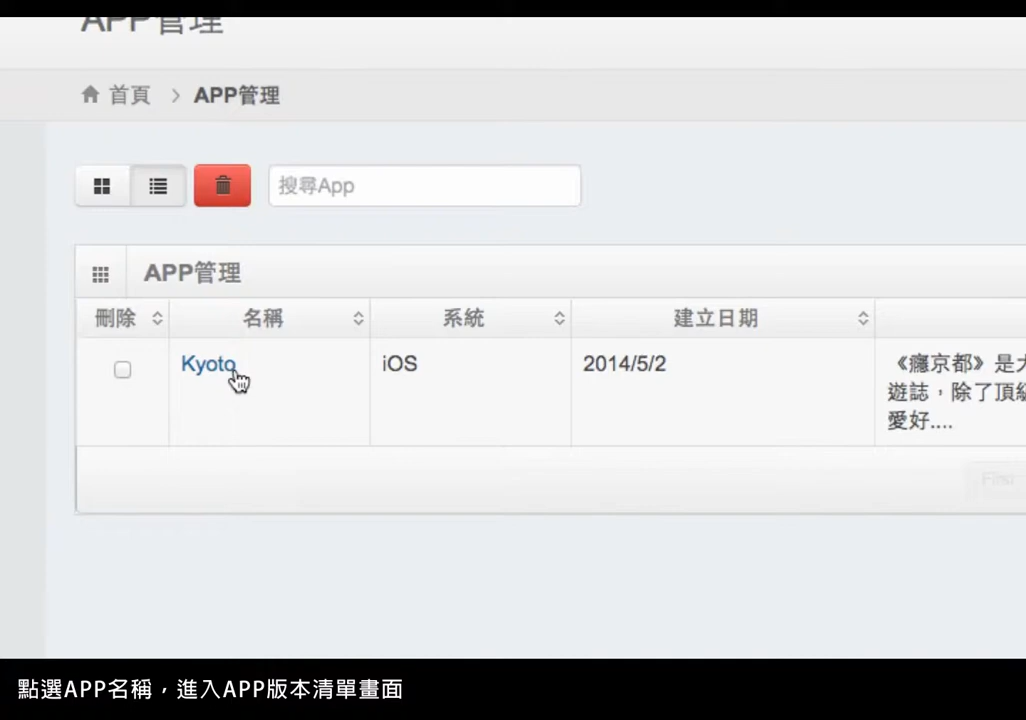 APP管理
首頁 > APP管理
搜尋App
APP管理
刪除 名稱 系統 建立日期
Kyoto iOS 2014/5/2 《癮京都》是
遊誌，除了頂級
愛好....
First
點選APP名稱，進入APP版本清單畫面